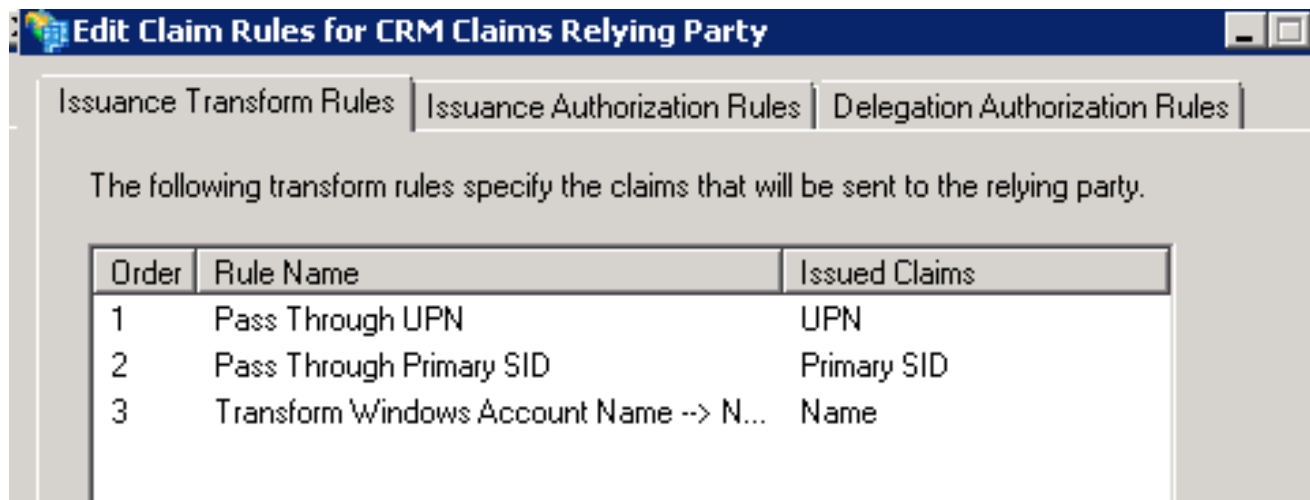 Edit Claim Rules for CRM Claims Relying Party
Issuance Transform Rules Issuance Authorization Rules Delegation Authorization Rules
The following transform rules specify the claims that will be sent to the relying party.
Order Rule Name Issued Claims
1 Pass Through UPN UPN
2 Pass Through Primary SID Primary SID
3 Transform Windows Account Name --> N... Name